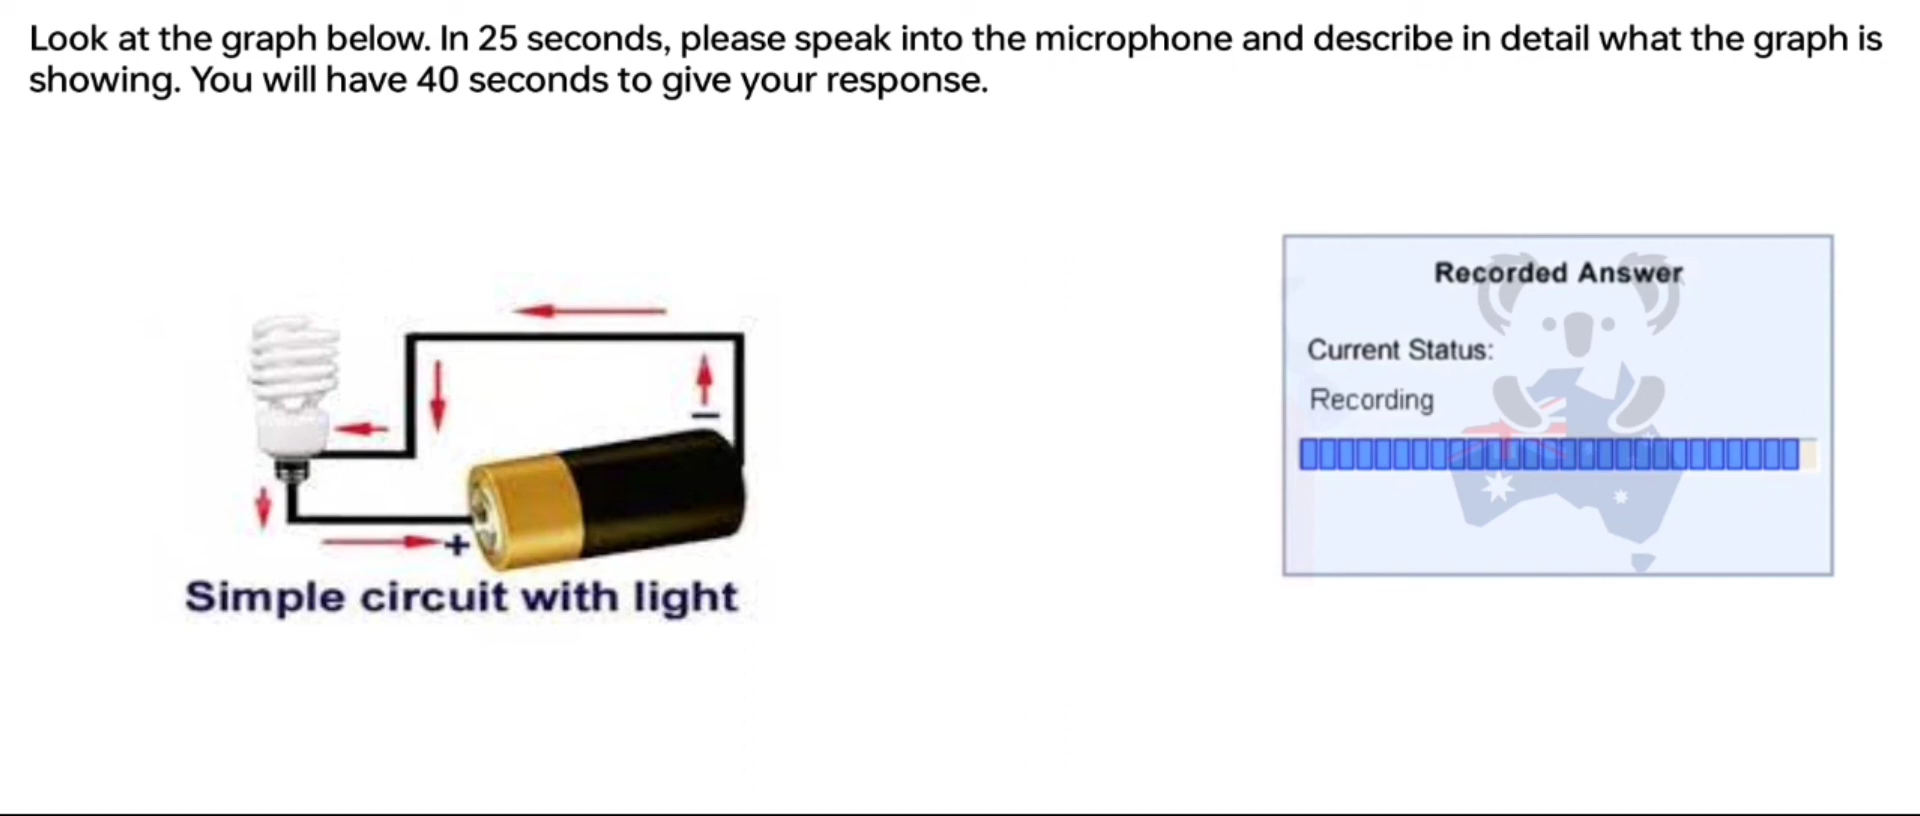 Look at the graph below. In 25 seconds, please speak into the microphone and describe in detail what the graph is
showing. You will have 40 seconds to give your response.
Recorded Answer
Current Status:
Recording
−
+
Simple circuit with light